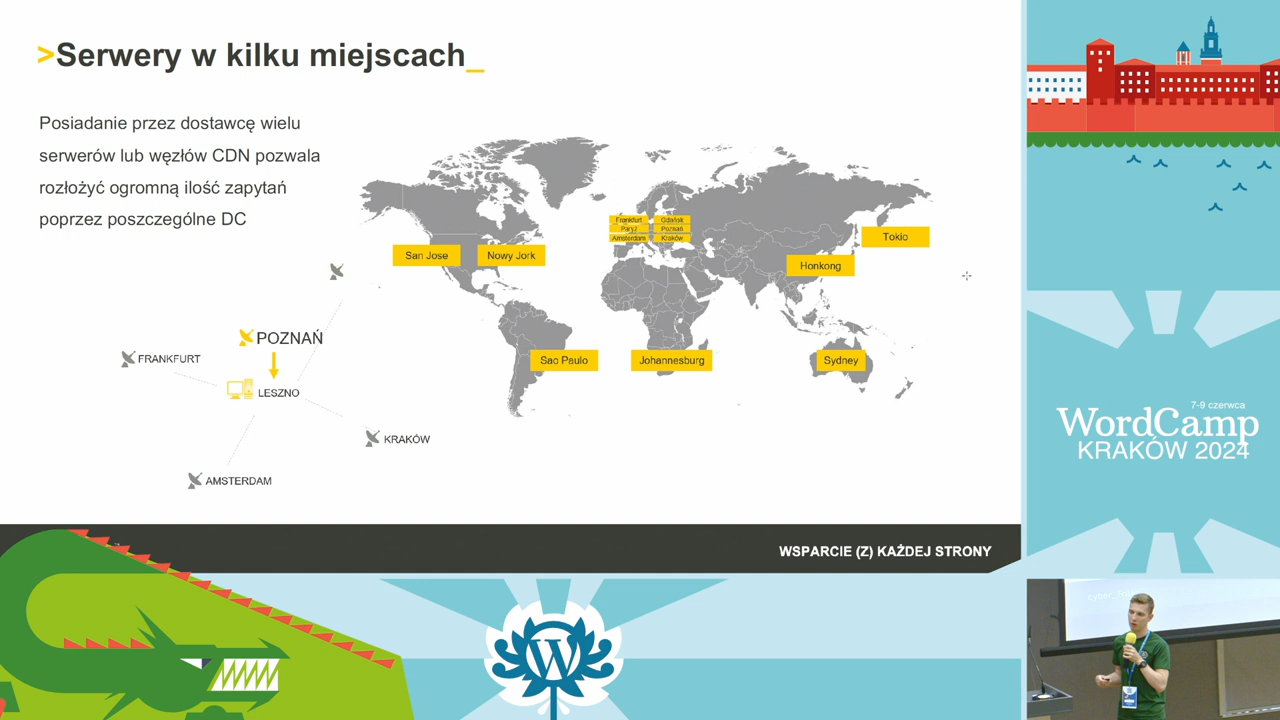 >Serwery w kilku miejscach_
Posiadanie przez dostawcę wielu
serwerów lub węzłów CDN pozwala
rozłożyć ogromną ilość zapytań
poprzez poszczególne DC
Frankfurt
Gdańsk
Paryż
Poznań
Amsterdam
Kraków
Tokio
San Jose
Nowy Jork
Honkong
Sao Paulo
Johannesburg
Sydney
POZNAŃ
FRANKFURT
LESZNO
KRAKÓW
AMSTERDAM
WSPARCIE (Z) KAŻDEJ STRONY
7-9 czerwca
WordCamp
KRAKÓW 2024
W